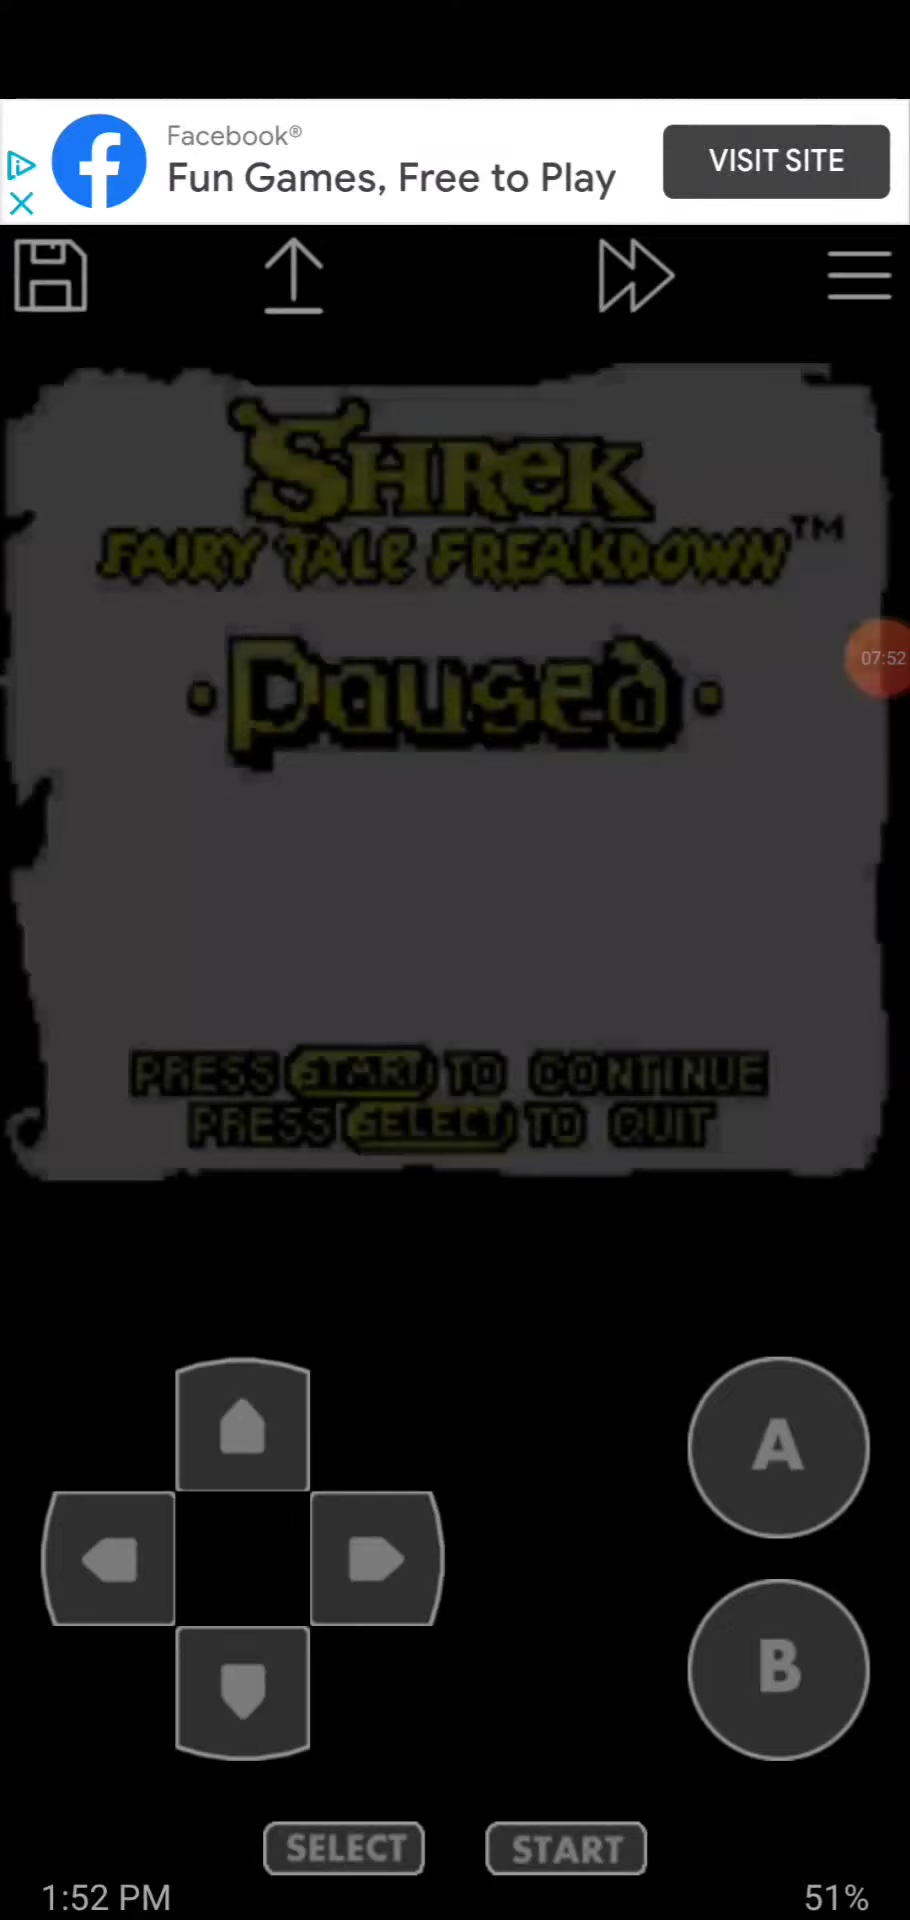 Facebook®
Fun Games, Free to Play
VISIT SITE
SHREK
FAIRY TALE FREAKDOWN™
07:52
· Paused ·
PRESS START TO CONTINUE
PRESS SELECT TO QUIT
A
B
SELECT
START
1:52 PM
51%